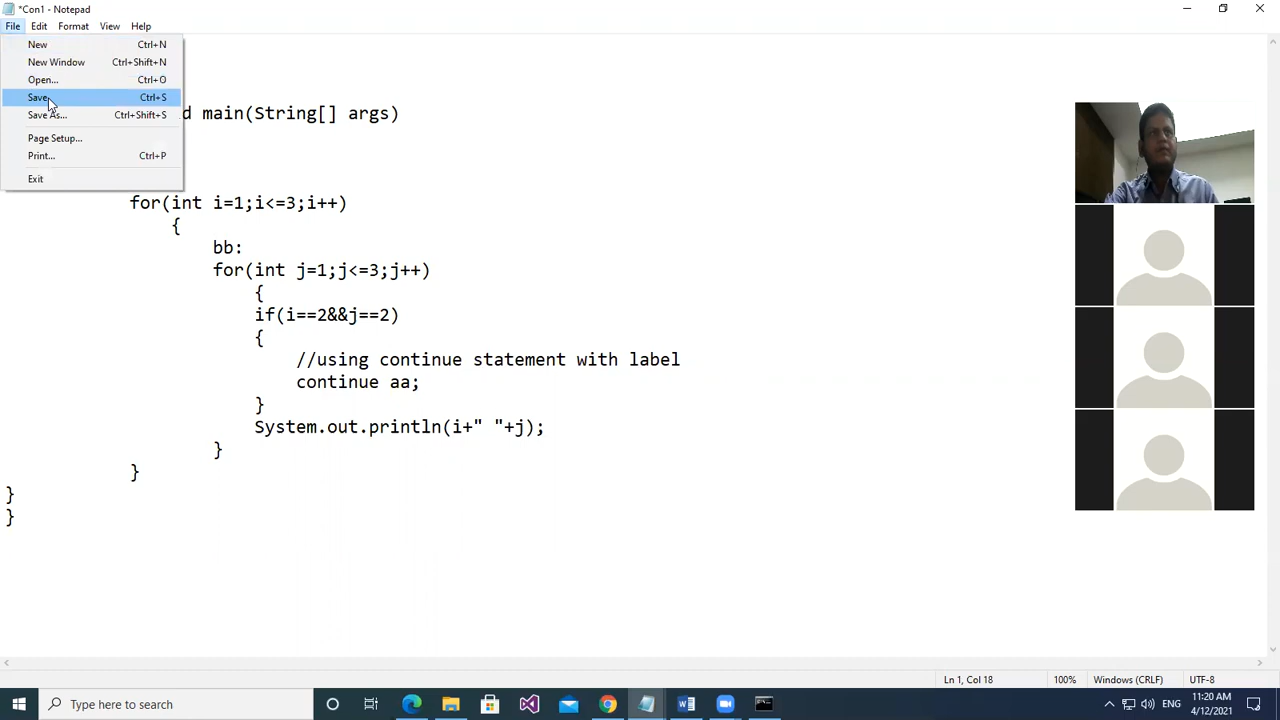 *Con1 - Notepad
File Edit Format View Help
New Ctrl+N
New Window Ctrl+Shift+N
Open... Ctrl+O
Save Ctrl+S
Save As... Ctrl+Shift+S
Page Setup...
Print... Ctrl+P
Exit
d main(String[] args)
for(int i=1;i<=3;i++)
{
bb:
for(int j=1;j<=3;j++)
{
if(i==2&&j==2)
{
//using continue statement with label
continue aa;
}
System.out.println(i+" "+j);
}
}
}
}
Ln 1, Col 18 100% Windows (CRLF) UTF-8
Type here to search
ENG
11:20 AM
4/12/2021